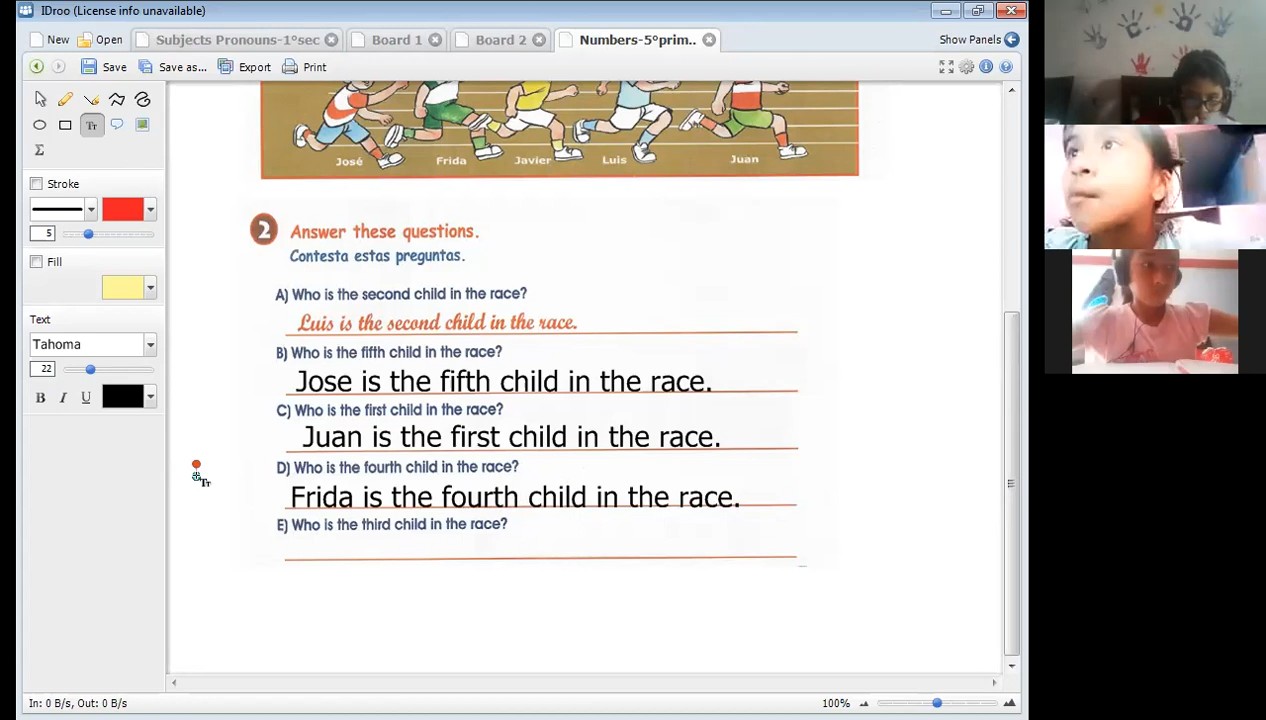 IDroo (License info unavailable)
New Open Subjects Pronouns-1°sec Board 1 Board 2 Numbers-5°prim.. Show Panels
Save Save as... Export Print
Tr
Stroke
5
Fill
Text
Tahoma
22
B I U
José Frida Javier Luis Juan
2 Answer these questions.
Contesta estas preguntas.
A) Who is the second child in the race?
Luis is the second child in the race.
B) Who is the fifth child in the race?
Jose is the fifth child in the race.
C) Who is the first child in the race?
Juan is the first child in the race.
D) Who is the fourth child in the race?
Frida is the fourth child in the race.
E) Who is the third child in the race?
Tr
In: 0 B/s, Out: 0 B/s 100%